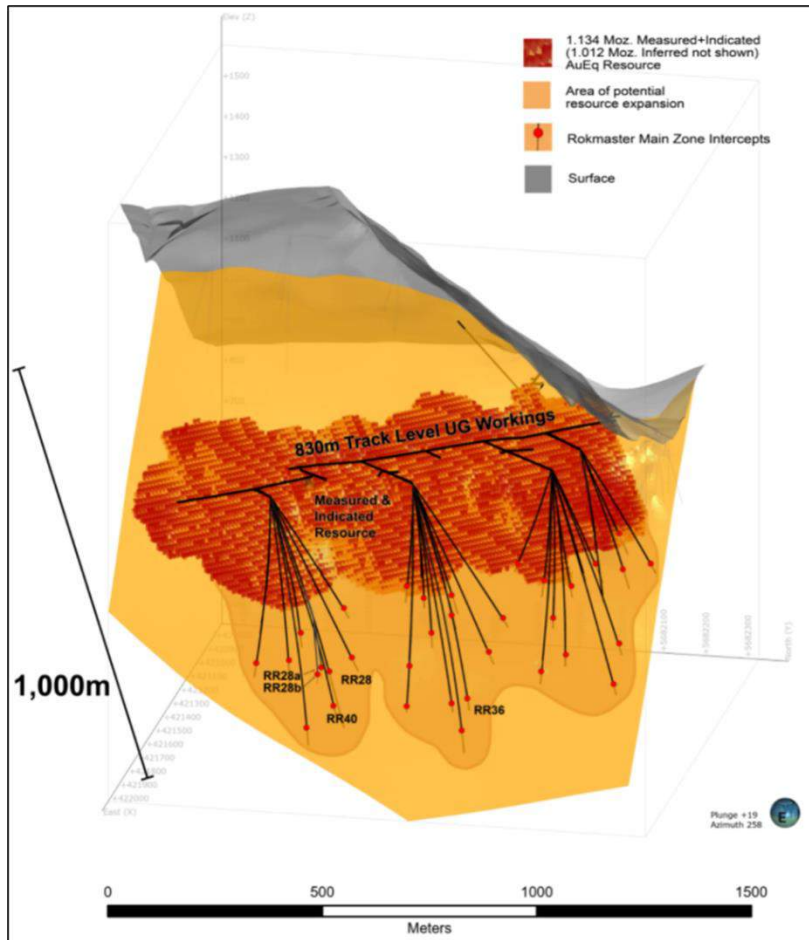 Elev (Z)
+1500
+1400
+1300
1.134 Moz. Measured+Indicated
(1.012 Moz. Inferred not shown)
AuEq Resource
Area of potential
resource expansion
Rokmaster Main Zone Intercepts
Surface
830m Track Level UG Workings
Measured &
Indicated
Resource
1,000m
RR28a
RR28b
RR28
RR40
RR36
+5682100
+5682200
+5682300
North (Y)
+421300
+421400
+421500
+421600
+421700
+421800
+421900
+422000
East (X)
Plunge +19
Azimuth 258
E
0
500
1000
1500
Meters